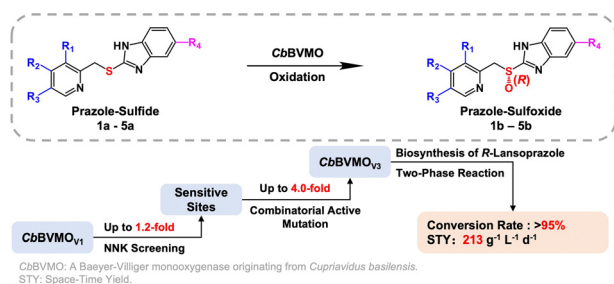 R₁
R₂
R₃
N
S
HN
N
R₄
Prazole-Sulfide
1a - 5a
CbBVMO
Oxidation
R₁
R₂
R₃
N
S
(R)
O
HN
N
R₄
Prazole-Sulfoxide
1b – 5b
CbBVMOV1
Up to 1.2-fold
NNK Screening
Sensitive
Sites
Up to 4.0-fold
Combinatorial Active
Mutation
CbBVMOV3
Biosynthesis of R-Lansoprazole
Two-Phase Reaction
Conversion Rate : >95%
STY: 213 g⁻¹ L⁻¹ d⁻¹
CbBVMO: A Baeyer-Villiger monooxygenase originating from Cupriavidus basilensis.
STY: Space-Time Yield.